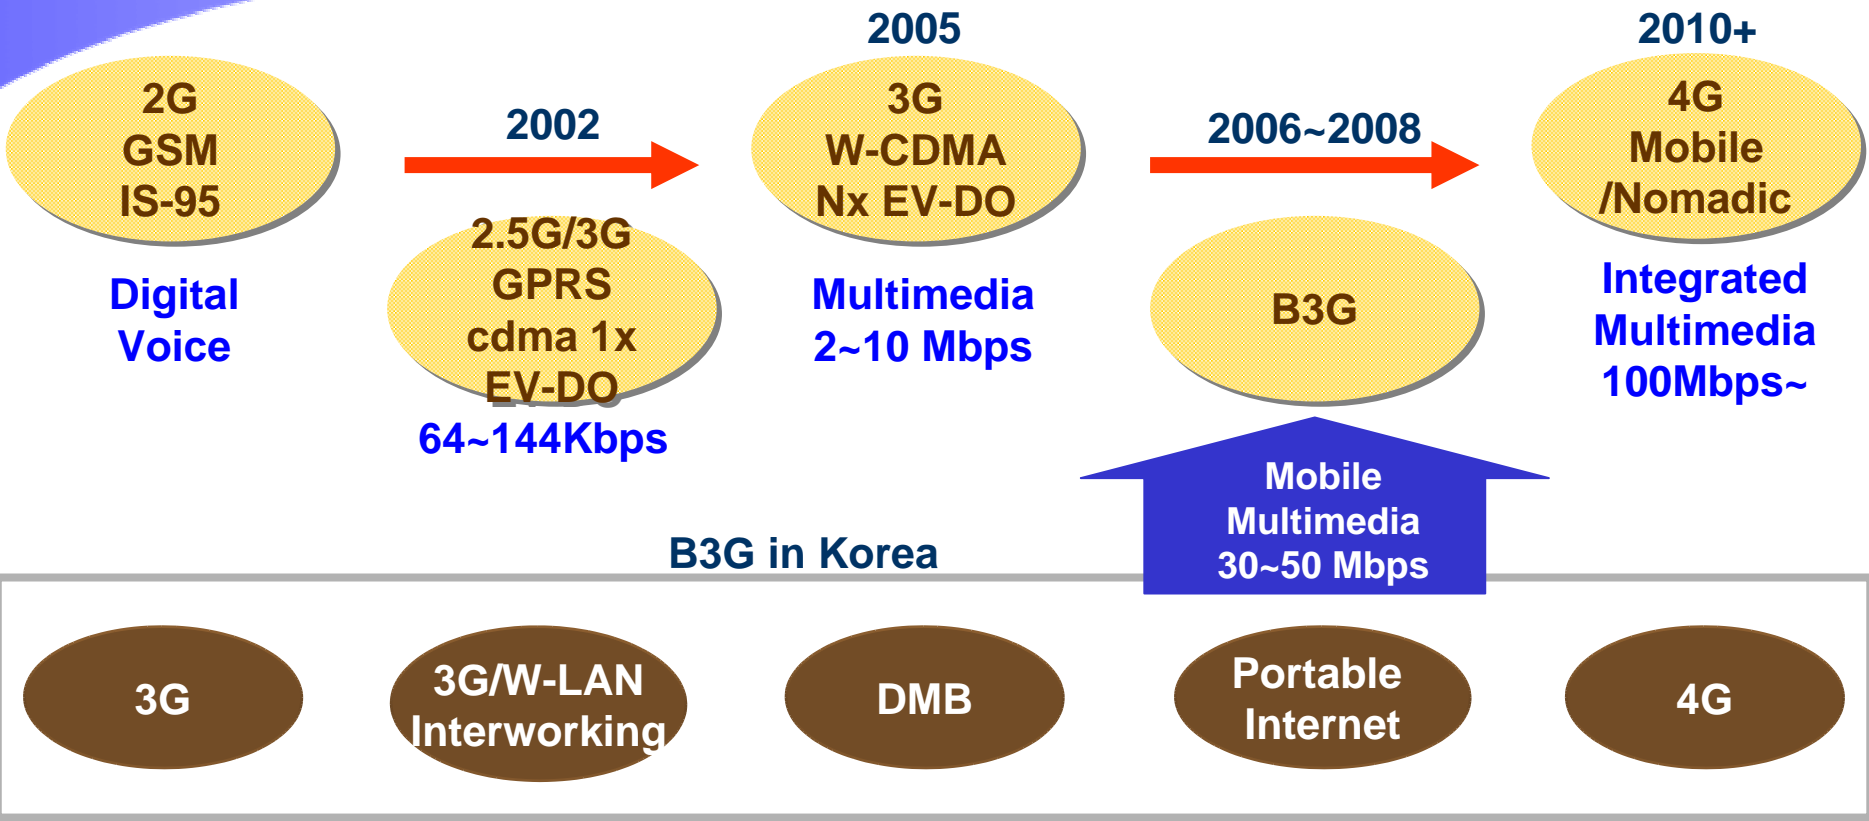 2005
2010+
2G
GSM
IS-95
2002
3G
W-CDMA
Nx EV-DO
2006~2008
4G
Mobile
/Nomadic
Digital
Voice
2.5G/3G
GPRS
cdma 1x
EV-DO
64~144Kbps
Multimedia
2~10 Mbps
B3G
Integrated
Multimedia
100Mbps~
Mobile
Multimedia
30~50 Mbps
B3G in Korea
3G
3G/W-LAN
Interworking
DMB
Portable
Internet
4G